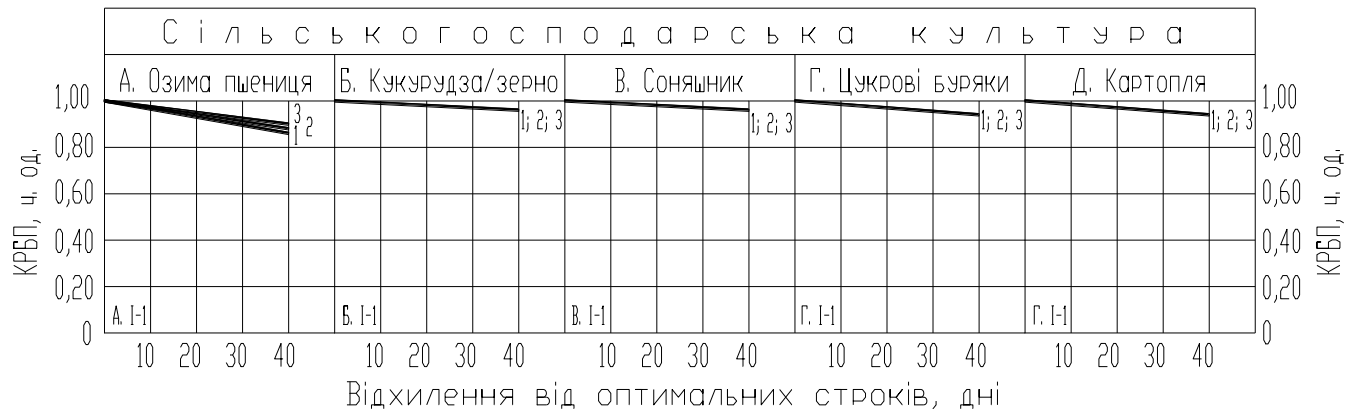 Сільськогосподарська культура
А. Озима пшениця Б. Кукурудза/зерно В. Соняшник Г. Цукрові буряки Д. Картопля
1,00 1,00
3 2 1 1; 2; 3 1; 2; 3 1; 2; 3 1; 2; 3
0,80 0,80
0,60 0,60
КРБП, ч. од. КРБП, ч. од.
0,40 0,40
0,20 0,20
А. I-1 Б. I-1 В. I-1 Г. I-1 Г. I-1
0 0
10 20 30 40 10 20 30 40 10 20 30 40 10 20 30 40 10 20 30 40
Відхилення від оптимальних строків, дні